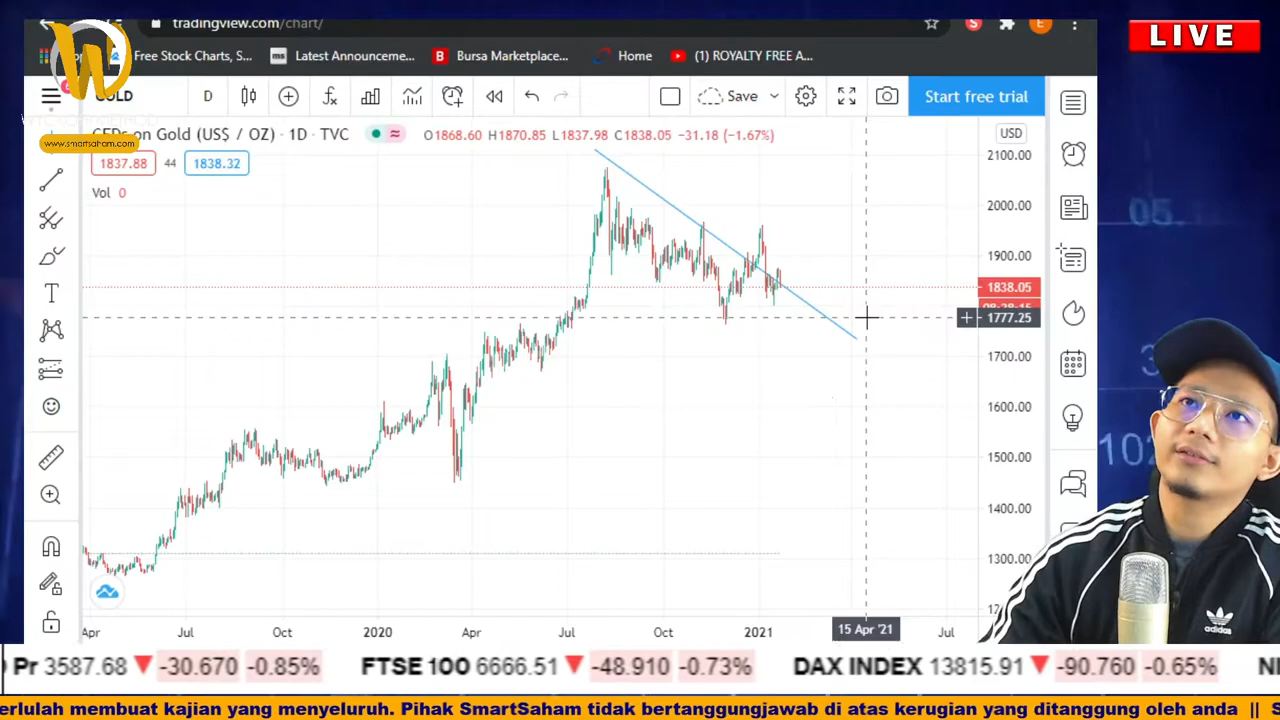 tradingview.com/chart/
S
E
LIVE
W
Free Stock Charts, S...
ms
Latest Announcement...
B
Bursa Marketplace...
Home
(1) ROYALTY FREE A...
GOLD
D
Save
Start free trial
www.smartsaham.com
CFDs on Gold (US$ / OZ) · 1D · TVC
O1868.60 H1870.85 L1837.98 C1838.05 −31.18 (−1.67%)
USD
1837.88
44
1838.32
Vol 0
2100.00
2000.00
1900.00
1838.05
1777.25
1700.00
1600.00
1500.00
1400.00
1300.00
Apr
Jul
Oct
2020
Apr
Jul
Oct
2021
15 Apr '21
Jul
adidas
Pr 3587.68 -30.670 -0.85% FTSE 100 6666.51 -48.910 -0.73% DAX INDEX 13815.91 -90.760 -0.65%
erlulah membuat kajian yang menyeluruh. Pihak SmartSaham tidak bertanggungjawab di atas kerugian yang ditanggung oleh anda || S